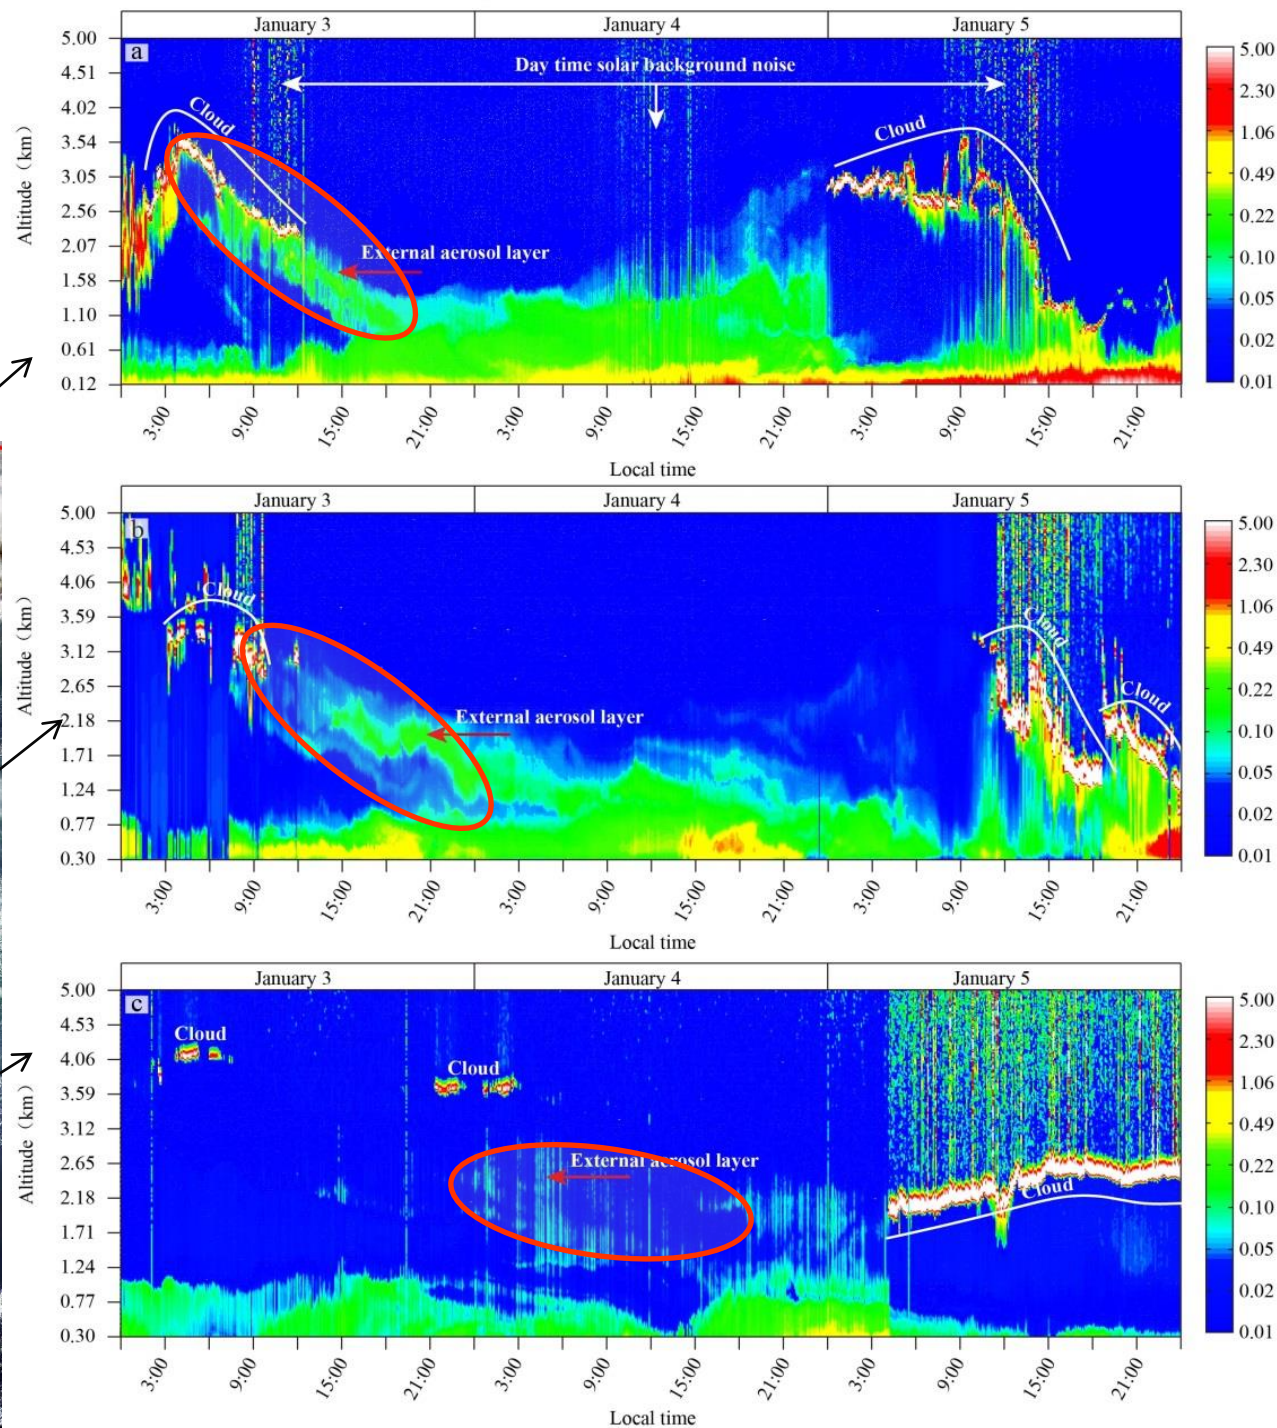 January 3 January 4 January 5
a
Day time solar background noise
Cloud
Cloud
External aerosol layer
Altitude (km)
5.00
4.51
4.02
3.54
3.05
2.56
2.07
1.58
1.10
0.61
0.12
3:00 9:00 15:00 21:00 3:00 9:00 15:00 21:00 3:00 9:00 15:00 21:00
Local time
5.00
2.30
1.06
0.49
0.22
0.10
0.05
0.02
0.01
January 3 January 4 January 5
b
Cloud
Cloud
Cloud
External aerosol layer
Altitude (km)
5.00
4.53
4.06
3.59
3.12
2.65
2.18
1.71
1.24
0.77
0.30
3:00 9:00 15:00 21:00 3:00 9:00 15:00 21:00 3:00 9:00 15:00 21:00
Local time
5.00
2.30
1.06
0.49
0.22
0.10
0.05
0.02
0.01
January 3 January 4 January 5
c
Cloud
Cloud
External aerosol layer
Cloud
Altitude (km)
5.00
4.53
4.06
3.59
3.12
2.65
2.18
1.71
1.24
0.77
0.30
3:00 9:00 15:00 21:00 3:00 9:00 15:00 21:00 3:00 9:00 15:00 21:00
Local time
5.00
2.30
1.06
0.49
0.22
0.10
0.05
0.02
0.01